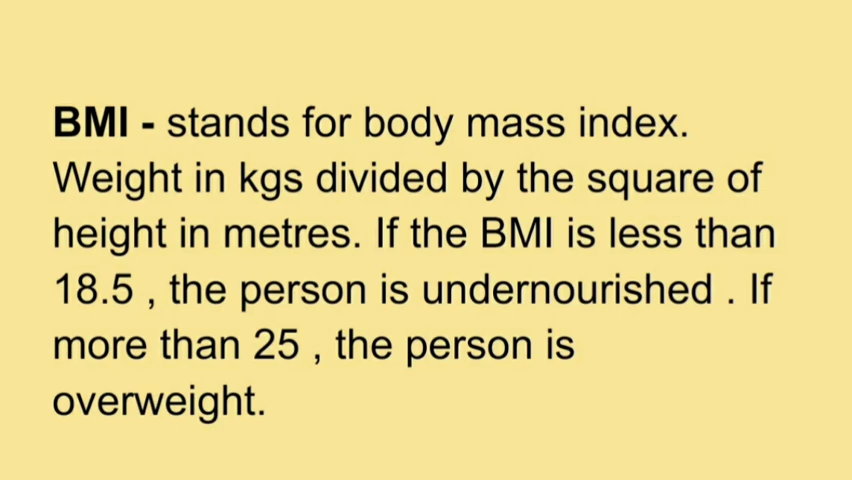 BMI - stands for body mass index.
Weight in kgs divided by the square of
height in metres. If the BMI is less than
18.5 , the person is undernourished . If
more than 25 , the person is
overweight.